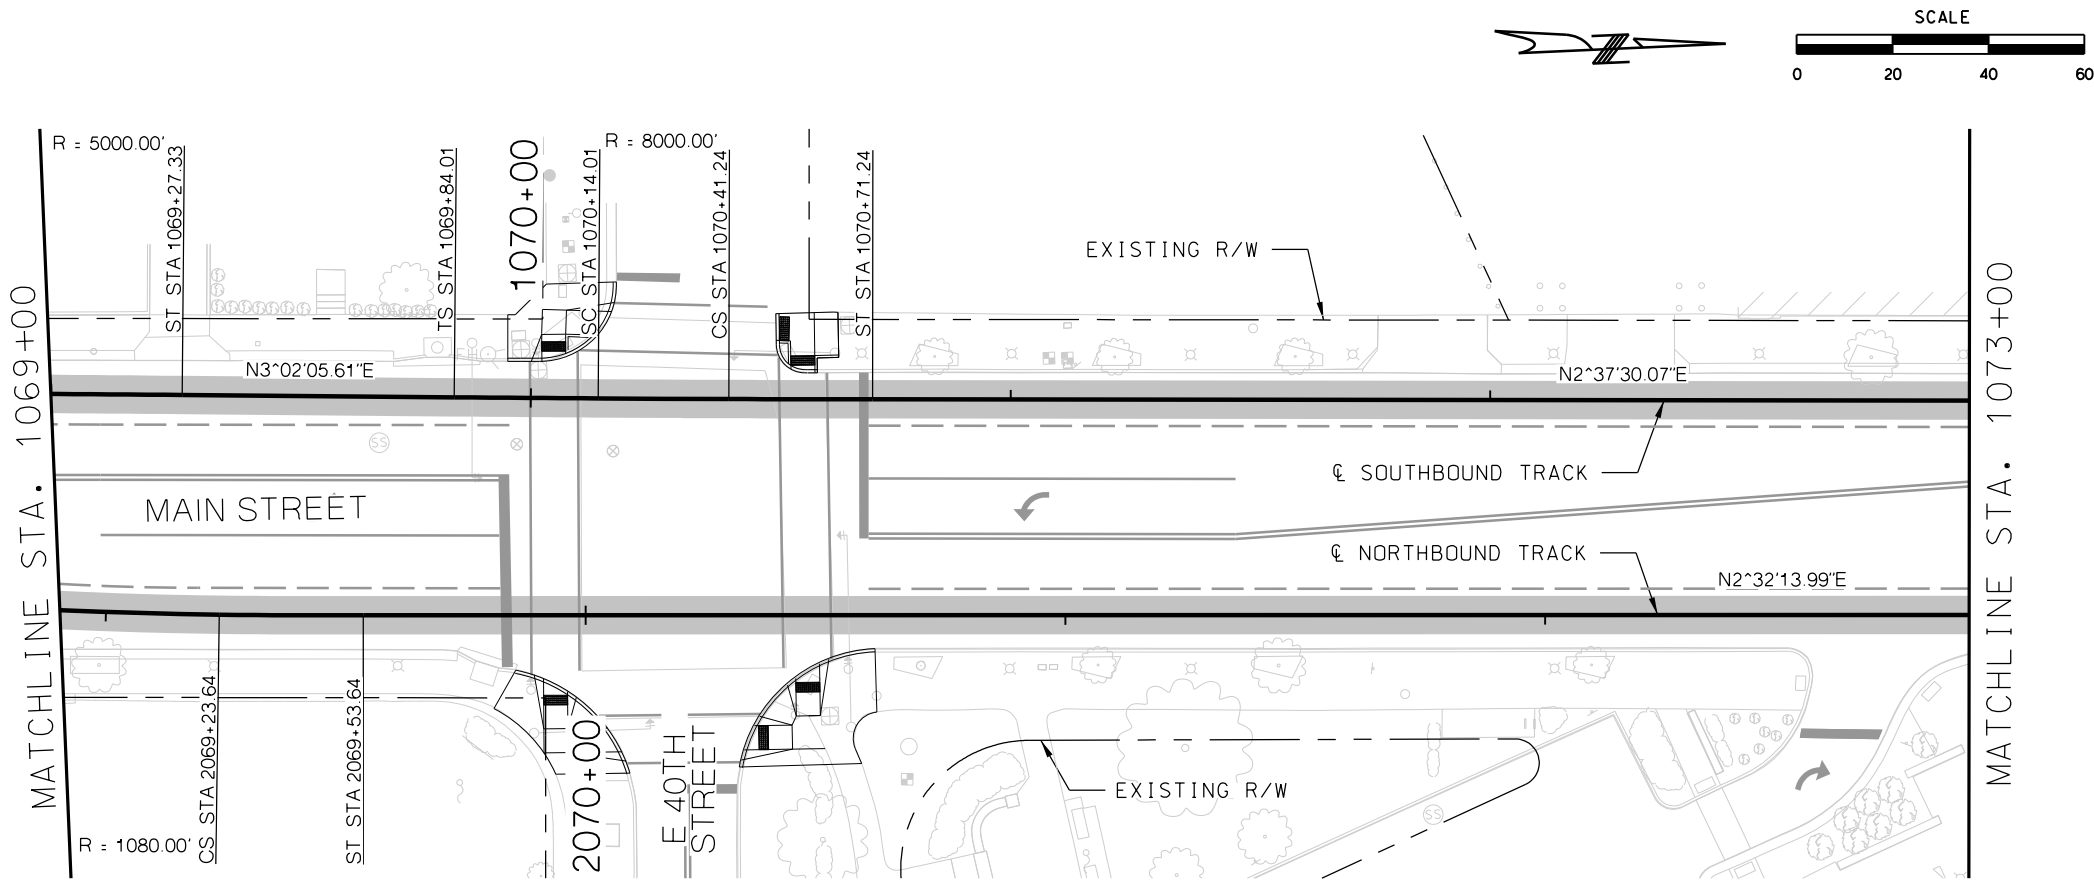 SCALE
0 20 40 60
R = 5000.00'
ST STA 1069+27.33
TS STA 1069+84.01
1070+00
SC STA 1070+14.01
R = 8000.00'
CS STA 1070+41.24
ST STA 1070+71.24
EXISTING R/W
MATCHLINE STA. 1069+00
MATCHLINE STA. 1073+00
N3^02'05.61"E
N2^37'30.07"E
SS
℄ SOUTHBOUND TRACK
MAIN STREET
℄ NORTHBOUND TRACK
N2^32'13.99"E
CS STA 2069+23.64
ST STA 2069+53.64
2070+00
E 40TH
STREET
EXISTING R/W
SS
R = 1080.00'